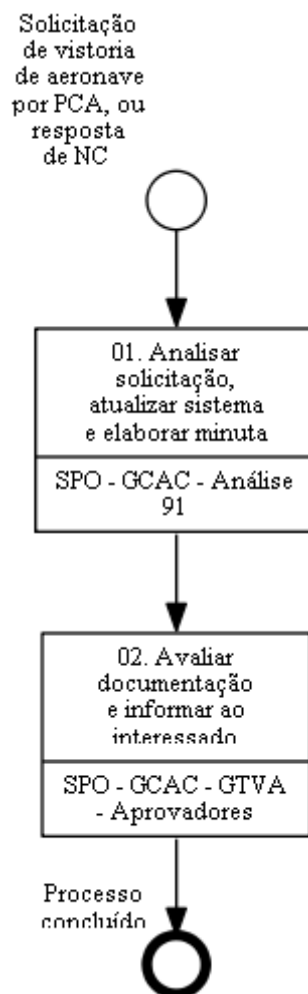 Solicitação
de vistoria
de aeronave
por PCA, ou
resposta
de NC
01. Analisar
solicitação,
atualizar sistema
e elaborar minuta
SPO - GCAC - Análise
91
02. Avaliar
documentação
e informar ao
interessado
SPO - GCAC - GTVA
- Aprovadores
Processo
concluído